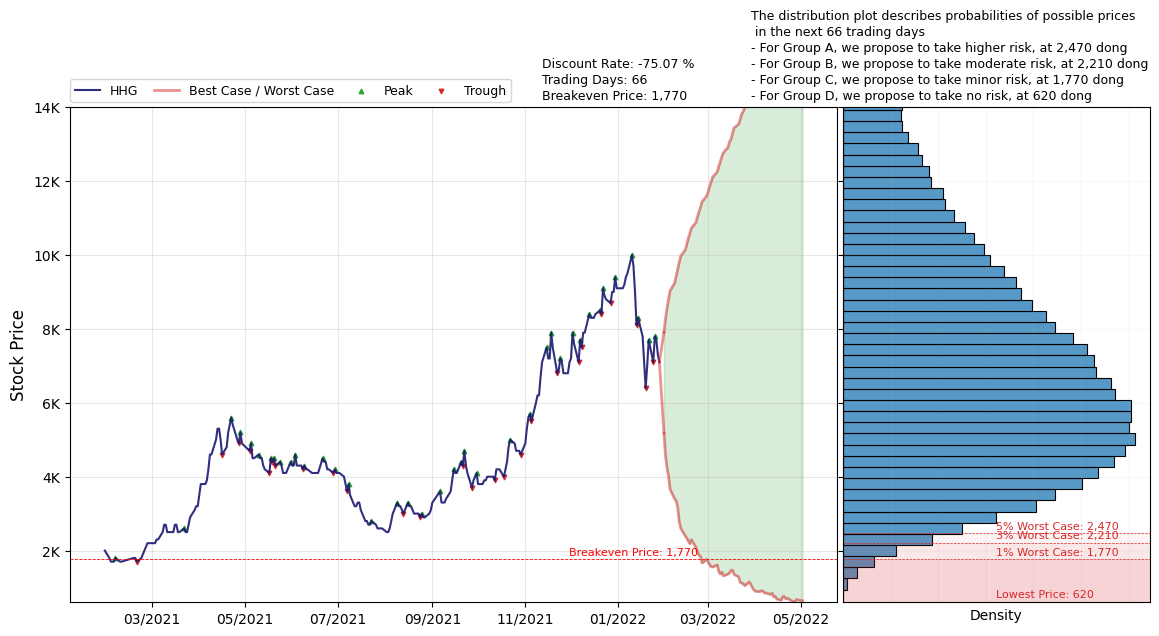 The distribution plot describes probabilities of possible prices
in the next 66 trading days
- For Group A, we propose to take higher risk, at 2,470 dong
- For Group B, we propose to take moderate risk, at 2,210 dong
- For Group C, we propose to take minor risk, at 1,770 dong
- For Group D, we propose to take no risk, at 620 dong
Discount Rate: -75.07 %
Trading Days: 66
Breakeven Price: 1,770
HHG
Best Case / Worst Case
Peak
Trough
Stock Price
14K
12K
10K
8K
6K
4K
2K
Breakeven Price: 1,770
03/2021
05/2021
07/2021
09/2021
11/2021
01/2022
03/2022
05/2022
5% Worst Case: 2,470
3% Worst Case: 2,210
1% Worst Case: 1,770
Lowest Price: 620
Density